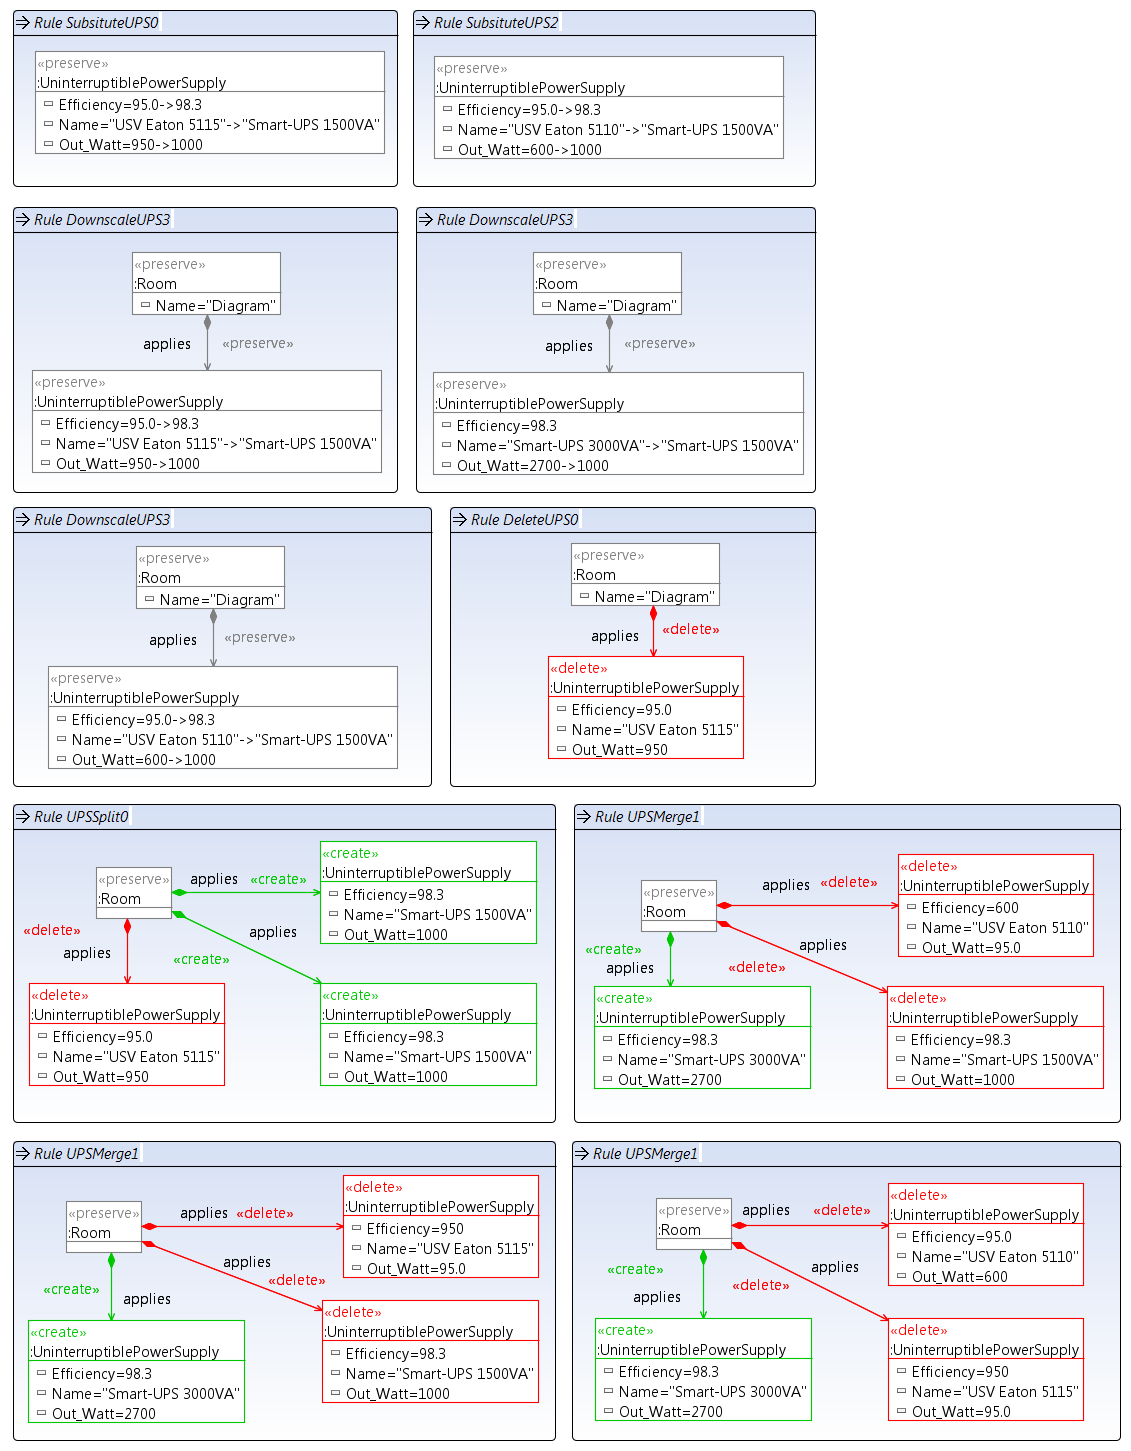 Rule SubsituteUPS0
«preserve»
:UninterruptiblePowerSupply
Efficiency=95.0->98.3
Name="USV Eaton 5115"->"Smart-UPS 1500VA"
Out_Watt=950->1000
Rule SubsituteUPS2
«preserve»
:UninterruptiblePowerSupply
Efficiency=95.0->98.3
Name="USV Eaton 5110"->"Smart-UPS 1500VA"
Out_Watt=600->1000
Rule DownscaleUPS3
«preserve»
:Room
Name="Diagram"
applies «preserve»
«preserve»
:UninterruptiblePowerSupply
Efficiency=95.0->98.3
Name="USV Eaton 5115"->"Smart-UPS 1500VA"
Out_Watt=950->1000
Rule DownscaleUPS3
«preserve»
:Room
Name="Diagram"
applies «preserve»
«preserve»
:UninterruptiblePowerSupply
Efficiency=98.3
Name="Smart-UPS 3000VA"->"Smart-UPS 1500VA"
Out_Watt=2700->1000
Rule DownscaleUPS3
«preserve»
:Room
Name="Diagram"
applies «preserve»
«preserve»
:UninterruptiblePowerSupply
Efficiency=95.0->98.3
Name="USV Eaton 5110"->"Smart-UPS 1500VA"
Out_Watt=600->1000
Rule DeleteUPS0
«preserve»
:Room
Name="Diagram"
applies «delete»
«delete»
:UninterruptiblePowerSupply
Efficiency=95.0
Name="USV Eaton 5115"
Out_Watt=950
Rule UPSSplit0
«preserve»
:Room
applies «create»
«create»
:UninterruptiblePowerSupply
Efficiency=98.3
Name="Smart-UPS 1500VA"
Out_Watt=1000
«delete»
applies
applies
«create»
«delete»
:UninterruptiblePowerSupply
Efficiency=95.0
Name="USV Eaton 5115"
Out_Watt=950
«create»
:UninterruptiblePowerSupply
Efficiency=98.3
Name="Smart-UPS 1500VA"
Out_Watt=1000
Rule UPSMerge1
«preserve»
:Room
applies «delete»
«delete»
:UninterruptiblePowerSupply
Efficiency=600
Name="USV Eaton 5110"
Out_Watt=95.0
«create»
applies
applies
«delete»
«create»
:UninterruptiblePowerSupply
Efficiency=98.3
Name="Smart-UPS 3000VA"
Out_Watt=2700
«delete»
:UninterruptiblePowerSupply
Efficiency=98.3
Name="Smart-UPS 1500VA"
Out_Watt=1000
Rule UPSMerge1
«preserve»
:Room
applies «delete»
«delete»
:UninterruptiblePowerSupply
Efficiency=950
Name="USV Eaton 5115"
Out_Watt=95.0
«create»
applies
applies
«delete»
«create»
:UninterruptiblePowerSupply
Efficiency=98.3
Name="Smart-UPS 3000VA"
Out_Watt=2700
«delete»
:UninterruptiblePowerSupply
Efficiency=98.3
Name="Smart-UPS 1500VA"
Out_Watt=1000
Rule UPSMerge1
«preserve»
:Room
applies «delete»
«delete»
:UninterruptiblePowerSupply
Efficiency=95.0
Name="USV Eaton 5110"
Out_Watt=600
«create»
applies
applies
«delete»
«create»
:UninterruptiblePowerSupply
Efficiency=98.3
Name="Smart-UPS 3000VA"
Out_Watt=2700
«delete»
:UninterruptiblePowerSupply
Efficiency=950
Name="USV Eaton 5115"
Out_Watt=95.0